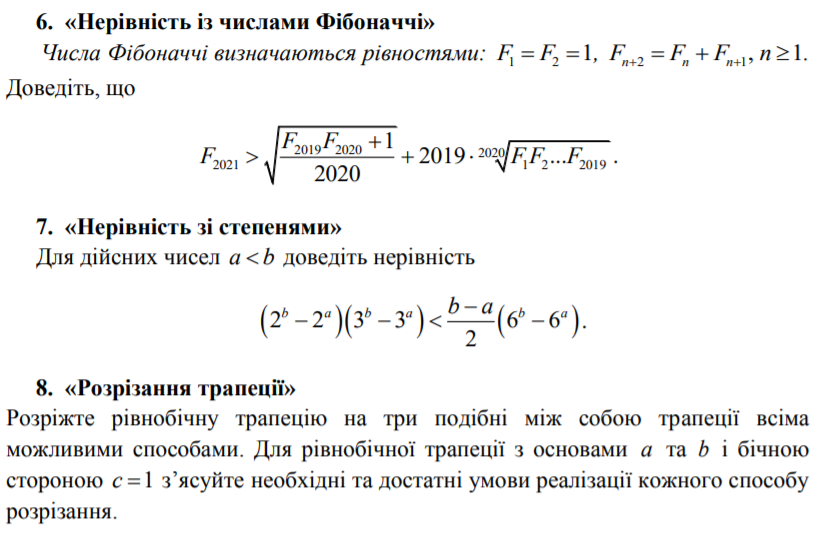 6. «Нерівність із числами Фібоначчі»
Числа Фібоначчі визначаються рівностями: F₁ = F₂ = 1, Fₙ₊₂ = Fₙ + Fₙ₊₁, n ≥ 1.
Доведіть, що
F₂₀₂₁ > √((F₂₀₁₉F₂₀₂₀ + 1)/2020) + 2019 · ²⁰²⁰√(F₁F₂...F₂₀₁₉) .
7. «Нерівність зі степенями»
Для дійсних чисел a < b доведіть нерівність
(2ᵇ − 2ᵃ)(3ᵇ − 3ᵃ) < (b − a)/2 (6ᵇ − 6ᵃ).
8. «Розрізання трапеції»
Розріжте рівнобічну трапецію на три подібні між собою трапеції всіма
можливими способами. Для рівнобічної трапеції з основами a та b і бічною
стороною c = 1 з’ясуйте необхідні та достатні умови реалізації кожного способу
розрізання.